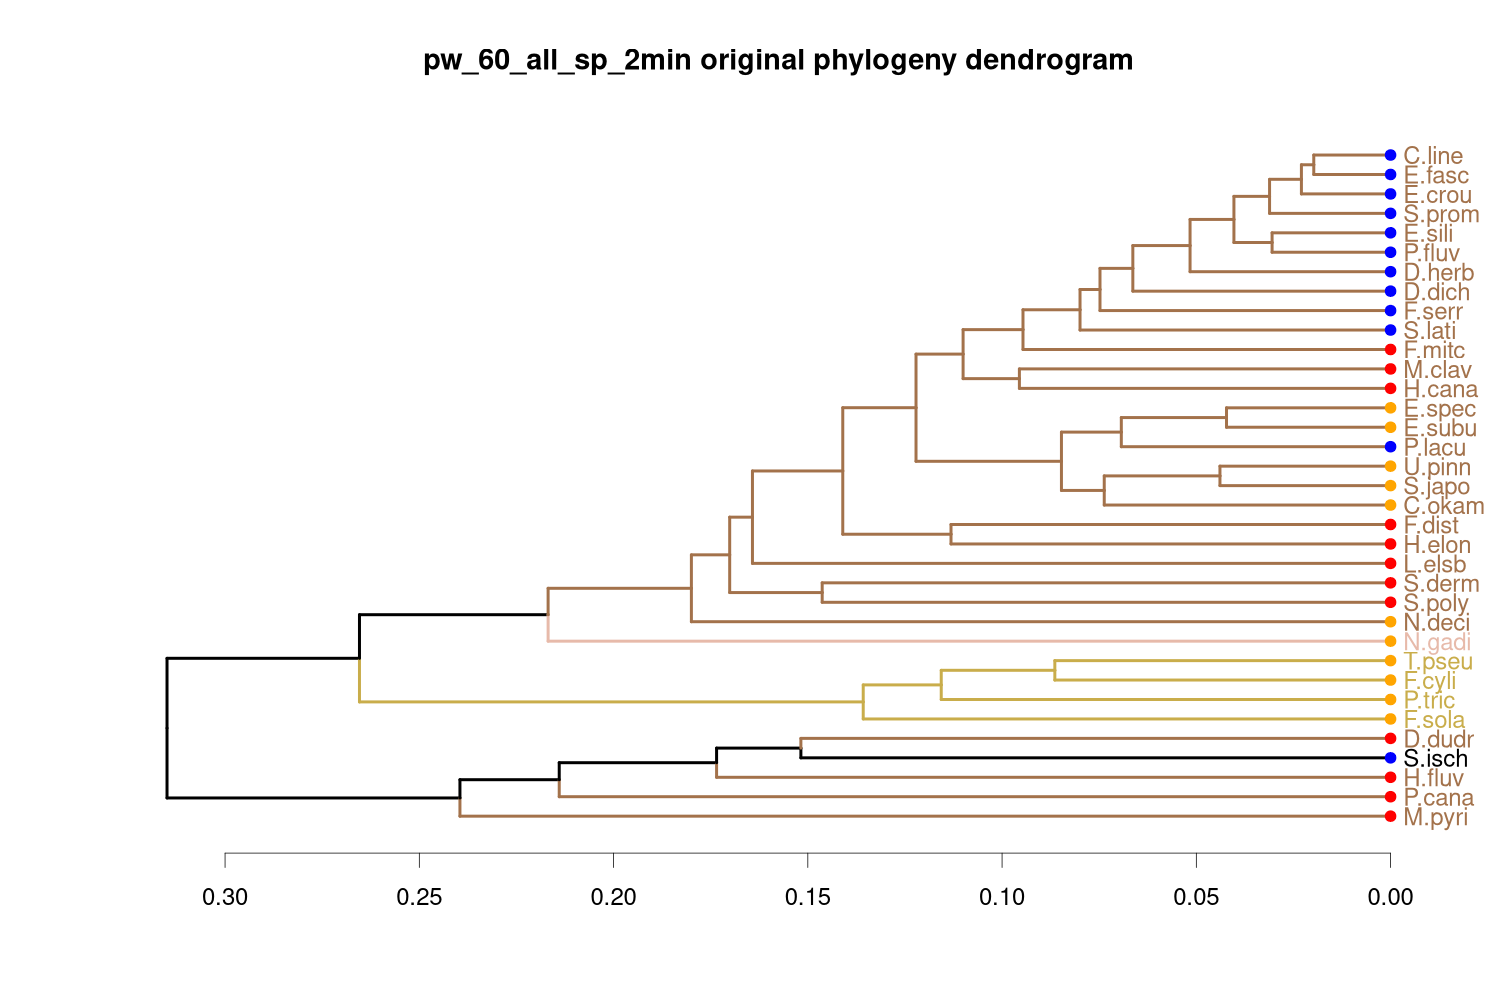 pw_60_all_sp_2min original phylogeny dendrogram
C.line
E.fasc
E.crou
S.prom
E.sili
P.fluv
D.herb
D.dich
F.serr
S.lati
F.mitc
M.clav
H.cana
E.spec
E.subu
P.lacu
U.pinn
S.japo
C.okam
F.dist
H.elon
L.elsb
S.derm
S.poly
N.deci
N.gadi
T.pseu
F.cyli
P.tric
F.sola
D.dudr
S.isch
H.fluv
P.cana
M.pyri
0.30 0.25 0.20 0.15 0.10 0.05 0.00